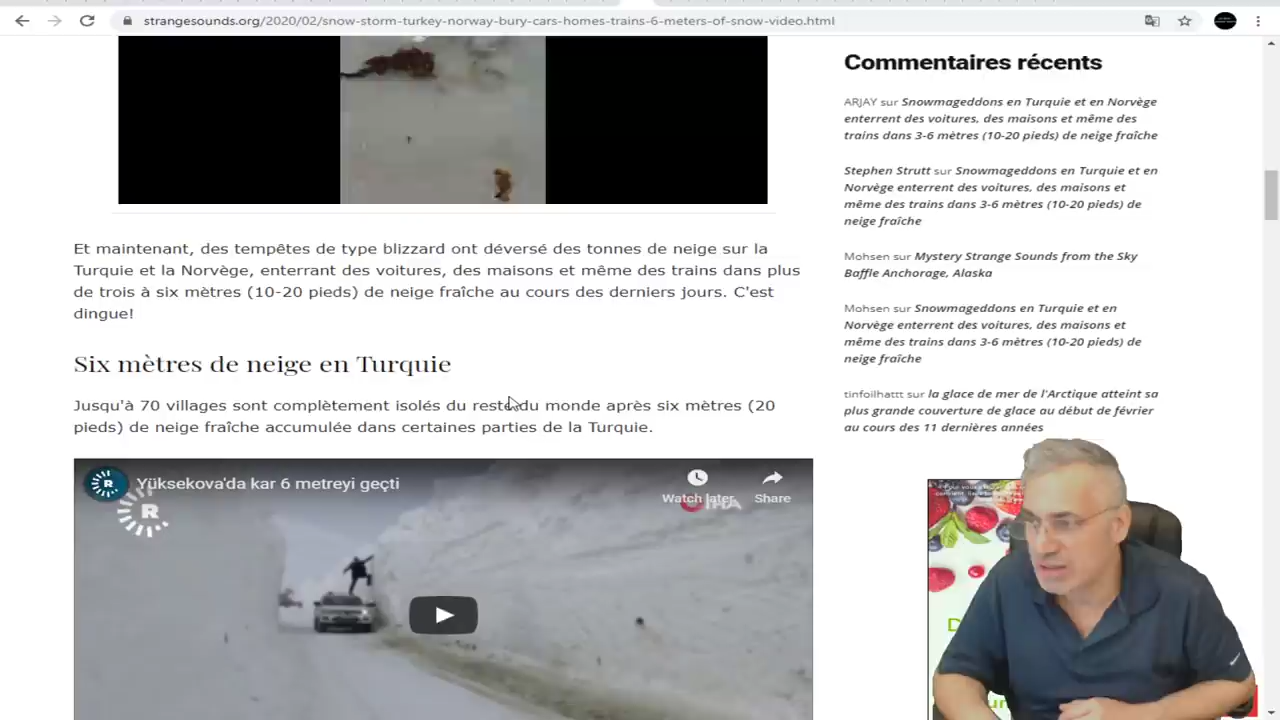 strangesounds.org/2020/02/snow-storm-turkey-norway-bury-cars-homes-trains-6-meters-of-snow-video.html
Et maintenant, des tempêtes de type blizzard ont déversé des tonnes de neige sur la
Turquie et la Norvège, enterrant des voitures, des maisons et même des trains dans plus
de trois à six mètres (10-20 pieds) de neige fraîche au cours des derniers jours. C'est
dingue!
Six mètres de neige en Turquie
Jusqu'à 70 villages sont complètement isolés du reste du monde après six mètres (20
pieds) de neige fraîche accumulée dans certaines parties de la Turquie.
R
Yüksekova'da kar 6 metreyi geçti
Watch later
Share
R
IHA
Commentaires récents
ARJAY sur Snowmageddons en Turquie et en Norvège
enterrent des voitures, des maisons et même des
trains dans 3-6 mètres (10-20 pieds) de neige fraîche
Stephen Strutt sur Snowmageddons en Turquie et en
Norvège enterrent des voitures, des maisons et
même des trains dans 3-6 mètres (10-20 pieds) de
neige fraîche
Mohsen sur Mystery Strange Sounds from the Sky
Baffle Anchorage, Alaska
Mohsen sur Snowmageddons en Turquie et en
Norvège enterrent des voitures, des maisons et
même des trains dans 3-6 mètres (10-20 pieds) de
neige fraîche
tinfoilhattt sur la glace de mer de l'Arctique atteint sa
plus grande couverture de glace au début de février
au cours des 11 dernières années